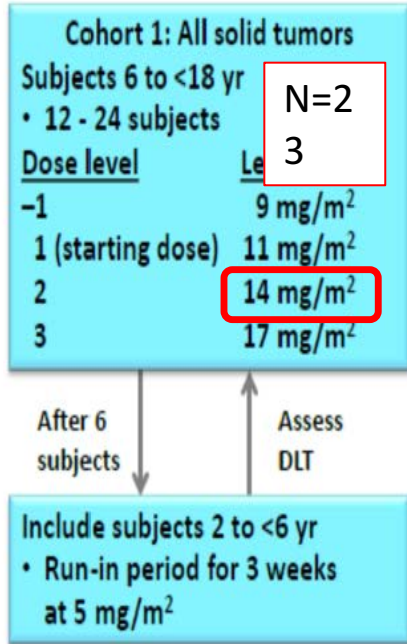 Cohort 1: All solid tumors
Subjects 6 to <18 yr
• 12 - 24 subjects
N=2
3
Dose level Le
–1 9 mg/m²
1 (starting dose) 11 mg/m²
2 14 mg/m²
3 17 mg/m²
After 6
subjects
Assess
DLT
Include subjects 2 to <6 yr
• Run-in period for 3 weeks
at 5 mg/m²